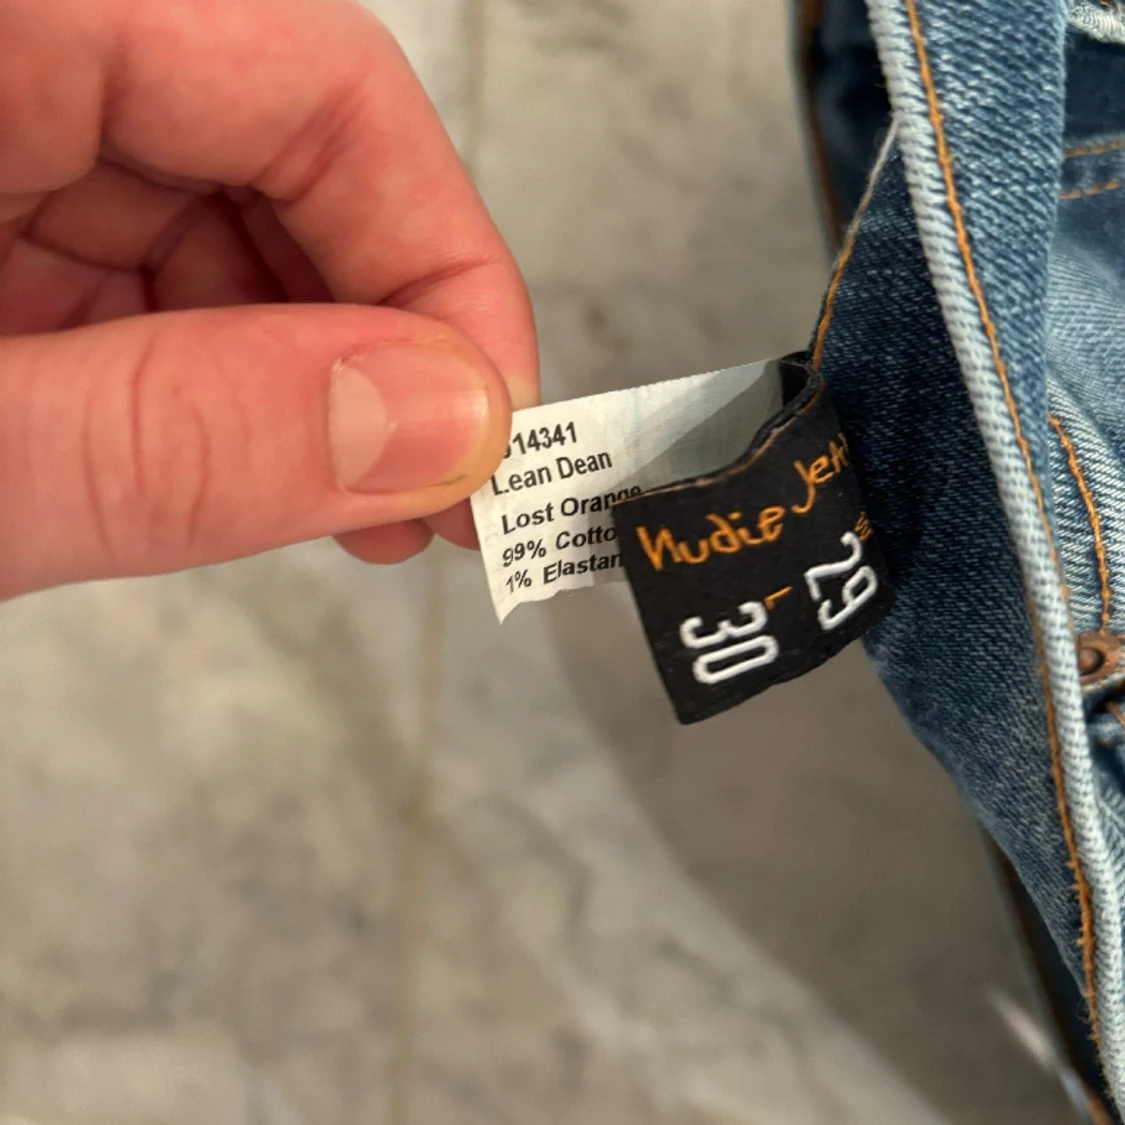 14341
Lean Dean
Lost Orange
99% Cotto
1% Elastan
Nudie Jea
W
29
L
30